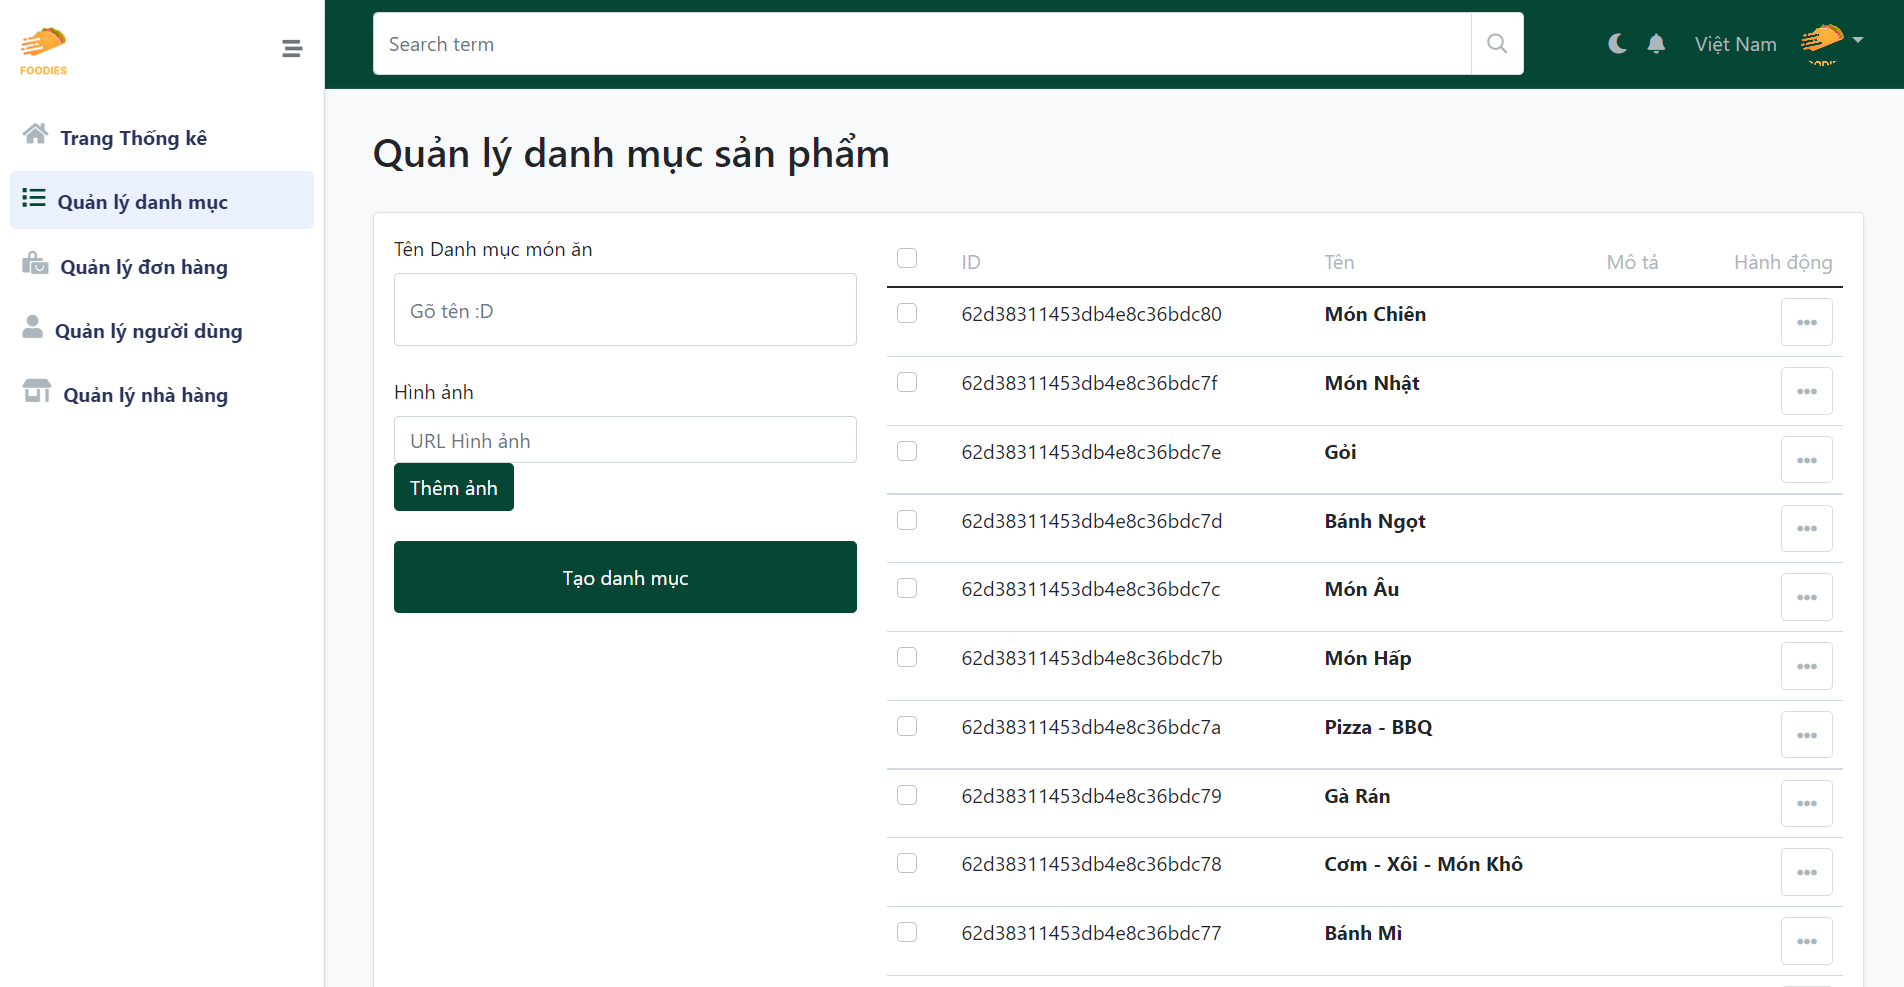 FOODIES
Search term
Việt Nam
Trang Thống kê
Quản lý danh mục
Quản lý đơn hàng
Quản lý người dùng
Quản lý nhà hàng
Quản lý danh mục sản phẩm
Tên Danh mục món ăn
Gõ tên :D
Hình ảnh
URL Hình ảnh
Thêm ảnh
Tạo danh mục
ID Tên Mô tả Hành động
62d38311453db4e8c36bdc80 Món Chiên
62d38311453db4e8c36bdc7f Món Nhật
62d38311453db4e8c36bdc7e Gỏi
62d38311453db4e8c36bdc7d Bánh Ngọt
62d38311453db4e8c36bdc7c Món Âu
62d38311453db4e8c36bdc7b Món Hấp
62d38311453db4e8c36bdc7a Pizza - BBQ
62d38311453db4e8c36bdc79 Gà Rán
62d38311453db4e8c36bdc78 Cơm - Xôi - Món Khô
62d38311453db4e8c36bdc77 Bánh Mì